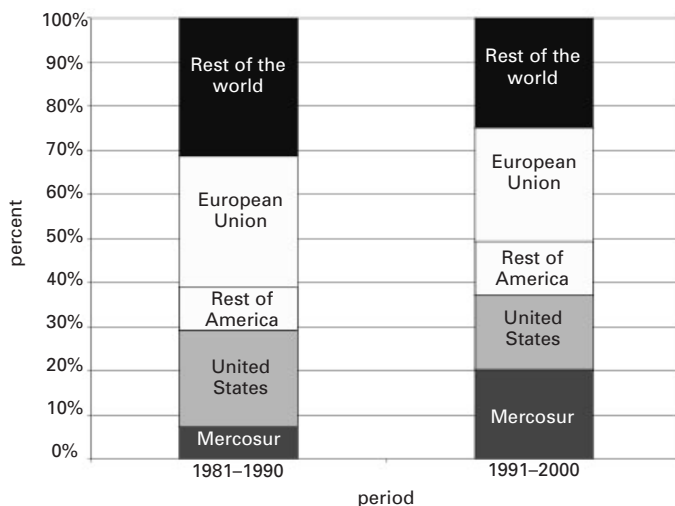 100%
90%
80%
70%
60%
50%
40%
30%
20%
10%
0%
percent
Rest of the
world
European
Union
Rest of
America
United
States
Mercosur
Rest of
the world
European
Union
Rest of
America
United
States
Mercosur
1981–1990
1991–2000
period